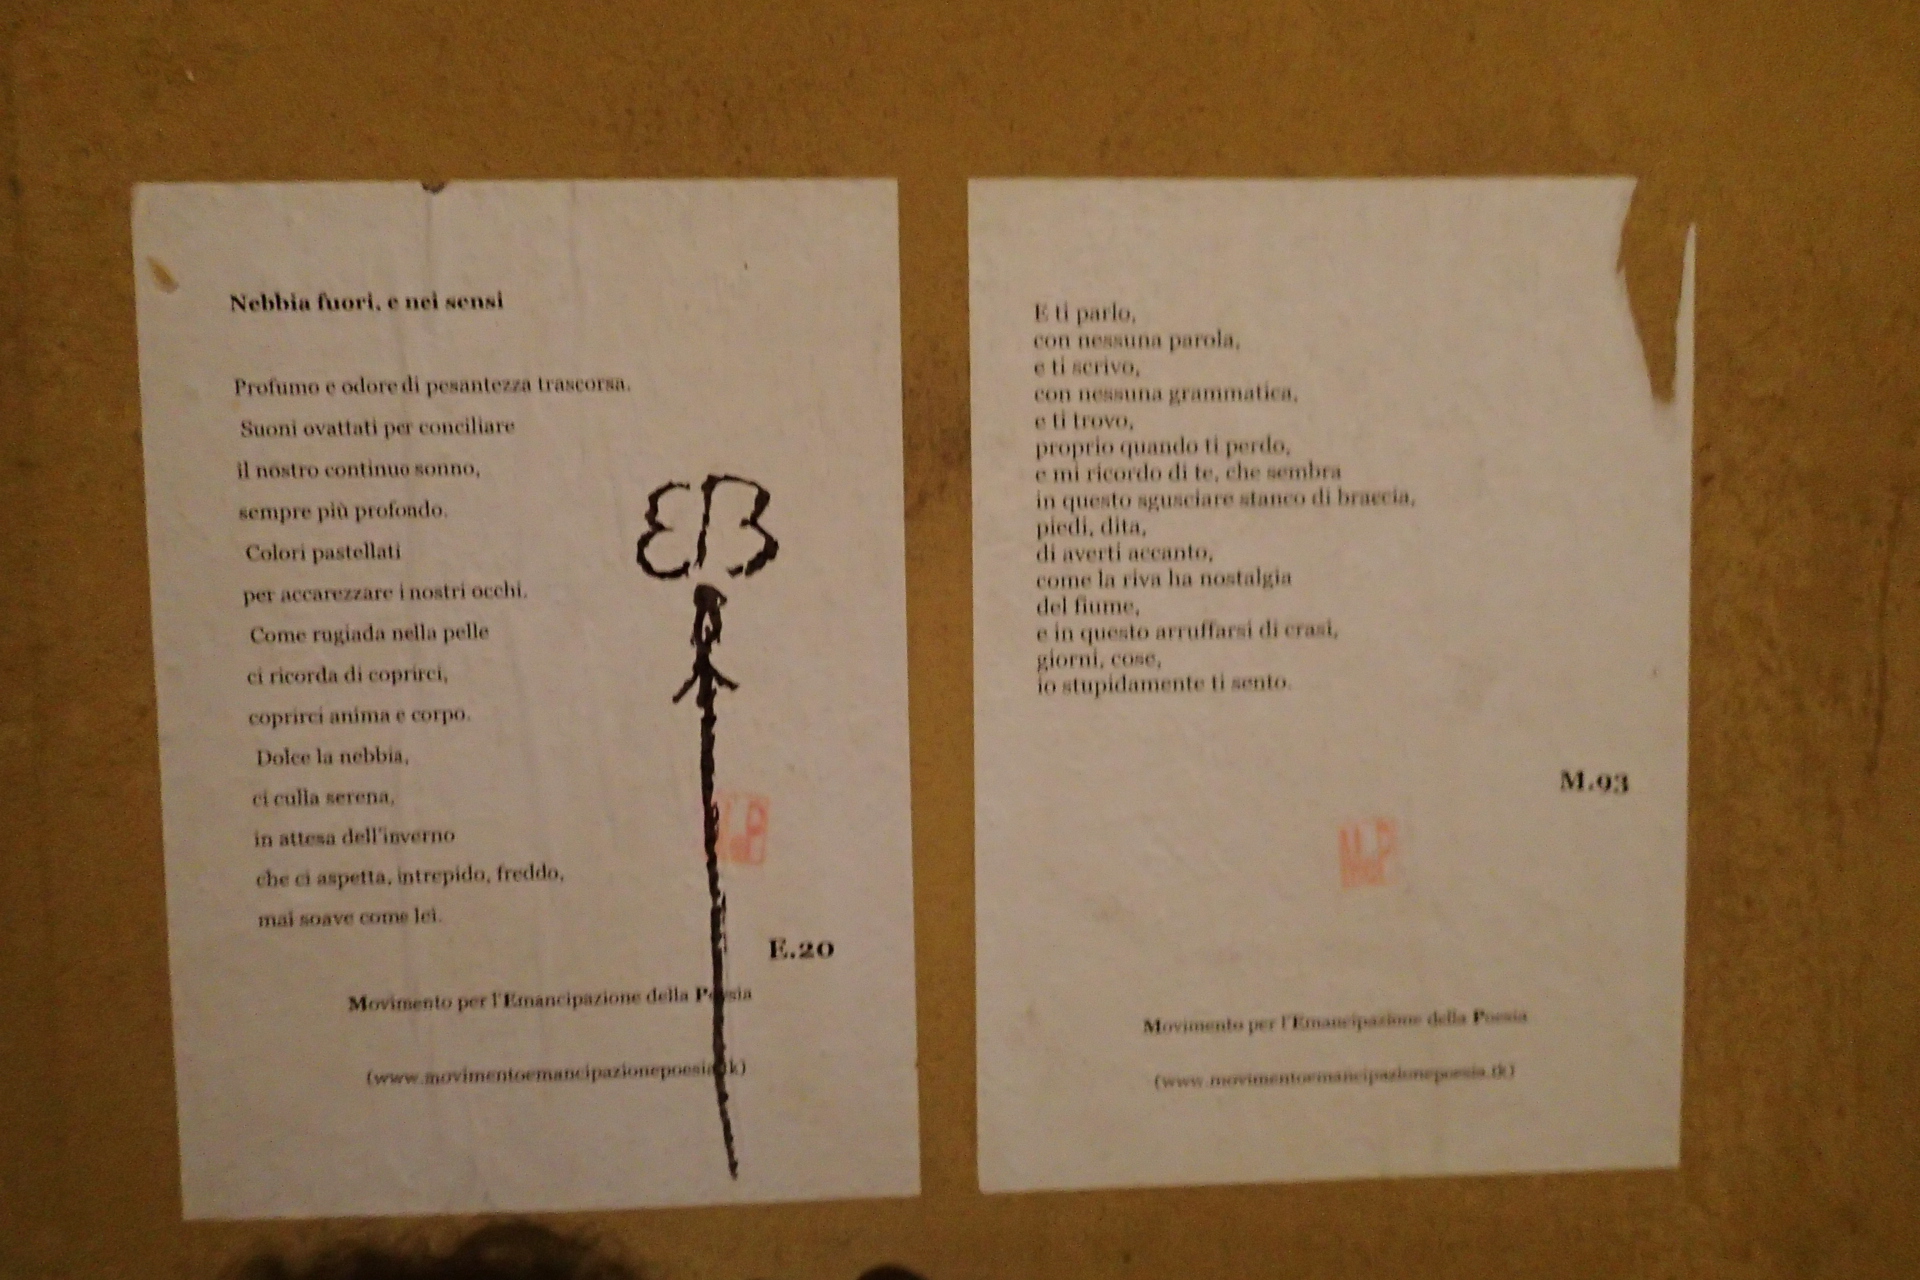 Nebbia fuori, e nei sensi
Profumo e odore di pesantezza trascorsa.
Suoni ovattati per conciliare
il nostro continuo sonno,
sempre più profondo.
Colori pastellati
per accarezzare i nostri occhi.
Come rugiada nella pelle
ci ricorda di coprirci,
coprirci anima e corpo.
Dolce la nebbia,
ci culla serena,
in attesa dell'inverno
che ci aspetta, intrepido, freddo,
mai soave come lei.
E.20
Movimento per l'Emancipazione della Poesia
(www.movimentoemancipazionepoesia.tk)
E ti parlo,
con nessuna parola,
e ti scrivo,
con nessuna grammatica,
e ti trovo,
proprio quando ti perdo,
e mi ricordo di te, che sembra
in questo sgusciare stanco di braccia,
piedi, dita,
di averti accanto,
come la riva ha nostalgia
del fiume,
e in questo arruffarsi di crasi,
giorni, cose,
io stupidamente ti sento.
M.93
MeP
Movimento per l'Emancipazione della Poesia
(www.movimentoemancipazionepoesia.tk)